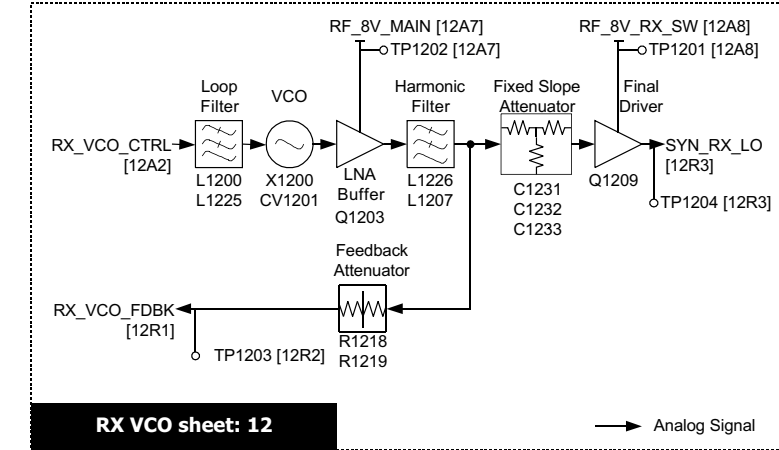 RF_8V_MAIN [12A7]
TP1202 [12A7]
RF_8V_RX_SW [12A8]
TP1201 [12A8]
Loop
Filter
VCO
Harmonic
Filter
Fixed Slope
Attenuator
Final
Driver
RX_VCO_CTRL
[12A2]
L1200
L1225
X1200
CV1201
LNA
Buffer
Q1203
L1226
L1207
C1231
C1232
C1233
Q1209
SYN_RX_LO
[12R3]
TP1204 [12R3]
Feedback
Attenuator
RX_VCO_FDBK
[12R1]
TP1203 [12R2]
R1218
R1219
RX VCO sheet: 12
Analog Signal